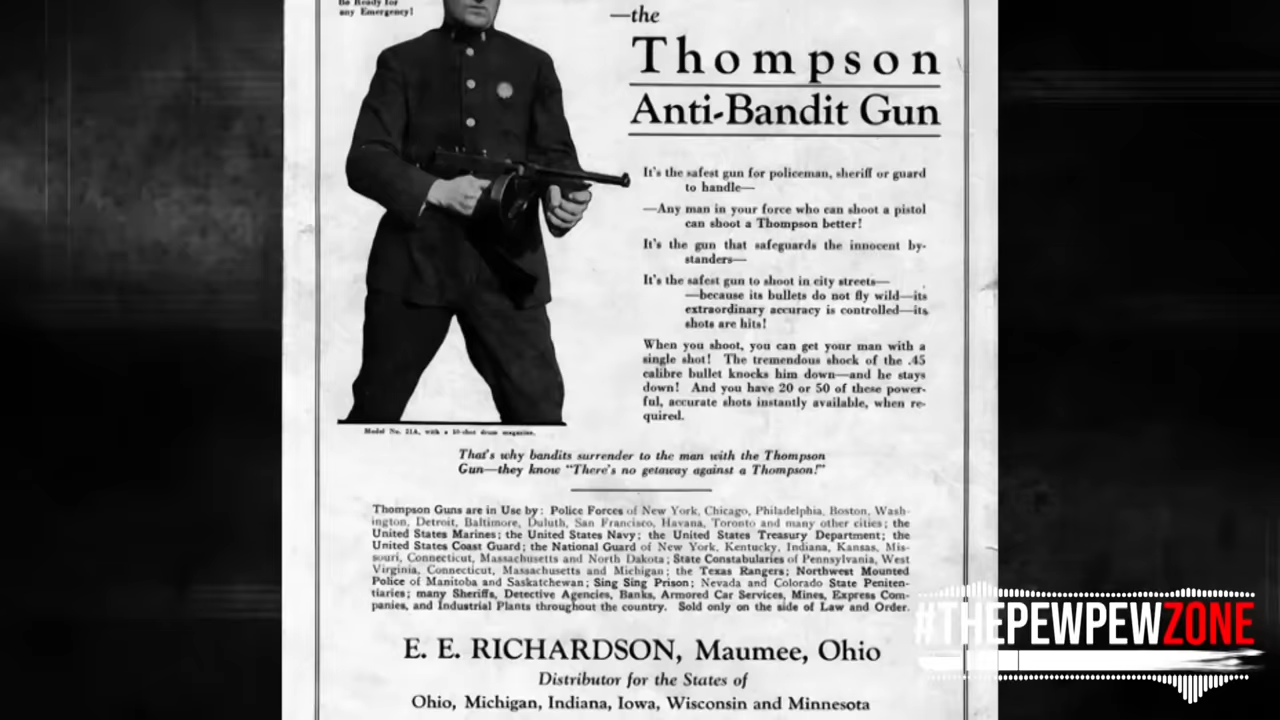 Be Ready for
any Emergency!
—the
Thompson
Anti-Bandit Gun
It's the safest gun for policeman, sheriff or guard
to handle—
—Any man in your force who can shoot a pistol
can shoot a Thompson better!
It's the gun that safeguards the innocent by-
standers—
It's the safest gun to shoot in city streets—
—because its bullets do not fly wild—its
extraordinary accuracy is controlled—its
shots are hits!
When you shoot, you can get your man with a
single shot! The tremendous shock of the .45
calibre bullet knocks him down—and he stays
down! And you have 20 or 50 of these power-
ful, accurate shots instantly available, when re-
quired.
Model No. 21A, with a 50-shot drum magazine.
That's why bandits surrender to the man with the Thompson
Gun—they know "There's no getaway against a Thompson!"
Thompson Guns are in Use by: Police Forces of New York, Chicago, Philadelphia, Boston, Wash-
ington, Detroit, Baltimore, Duluth, San Francisco, Havana, Toronto and many other cities; the
United States Marines; the United States Navy; the United States Treasury Department; the
United States Coast Guard; the National Guard of New York, Kentucky, Indiana, Kansas, Mis-
souri, Connecticut, Massachusetts and North Dakota; State Constabularies of Pennsylvania, West
Virginia, Connecticut, Massachusetts and Michigan; the Texas Rangers; Northwest Mounted
Police of Manitoba and Saskatchewan; Sing Sing Prison; Nevada and Colorado State Peniten-
tiaries; many Sheriffs, Detective Agencies, Banks, Armored Car Services, Mines, Express Com-
panies, and Industrial Plants throughout the country. Sold only on the side of Law and Order.
E. E. RICHARDSON, Maumee, Ohio
Distributor for the States of
Ohio, Michigan, Indiana, Iowa, Wisconsin and Minnesota
#THEPEWPEWZONE